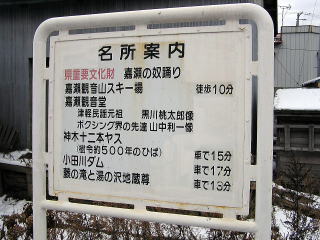 名所案内
県重要文化財 嘉瀬の奴踊り
嘉瀬観音山スキー場 徒歩10分
嘉瀬観音堂
津軽民謡元祖 黒川桃太郎像
ボクシング界の先達 山中利一像
神木十二本ヤス 車で15分
(樹令約500年のひば)
小田川ダム 車で17分
藤の滝と湯の沢地蔵尊 車で13分